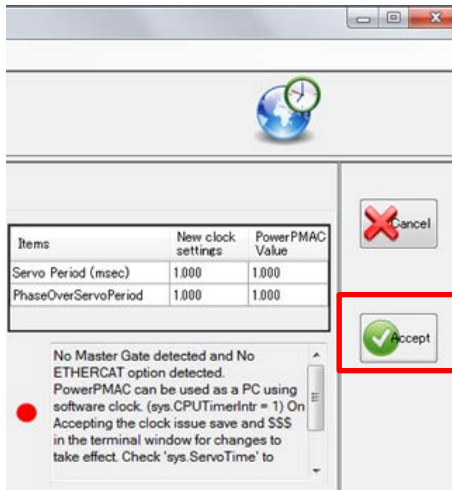 Cancel
Items New clock settings PowerPMAC Value
Servo Period (msec) 1.000 1.000
PhaseOverServoPeriod 1.000 1.000
Accept
No Master Gate detected and No
ETHERCAT option detected.
PowerPMAC can be used as a PC using
software clock. (sys.CPUTimerIntr = 1) On
Accepting the clock issue save and $$$
in the terminal window for changes to
take effect. Check 'sys.ServoTime' to